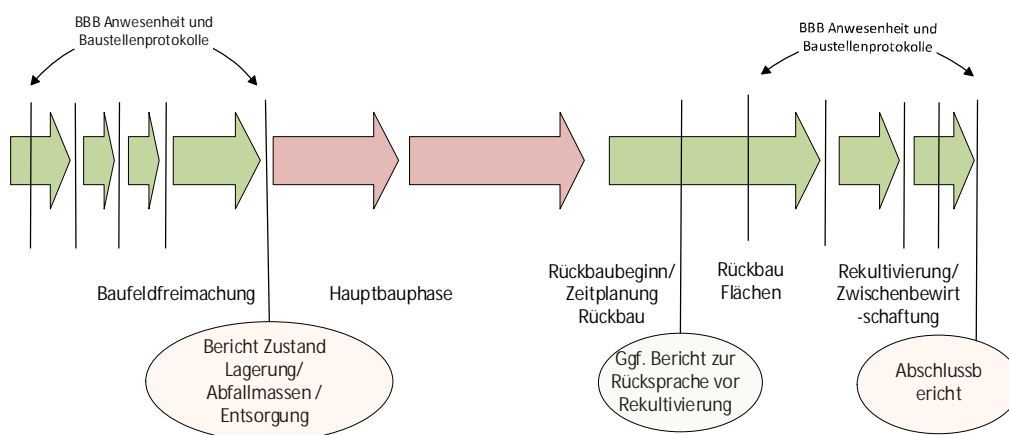 BBB Anwesenheit und
Baustellenprotokolle
BBB Anwesenheit und
Baustellenprotokolle
Baufeldfreimachung
Hauptbauphase
Rückbaubeginn/
Zeitplanung
Rückbau
Rückbau
Flächen
Rekultivierung/
Zwischenbewirt
-schaftung
Bericht Zustand
Lagerung/
Abfallmassen /
Entsorgung
Ggf. Bericht zur
Rücksprache vor
Rekultivierung
Abschlussb
ericht